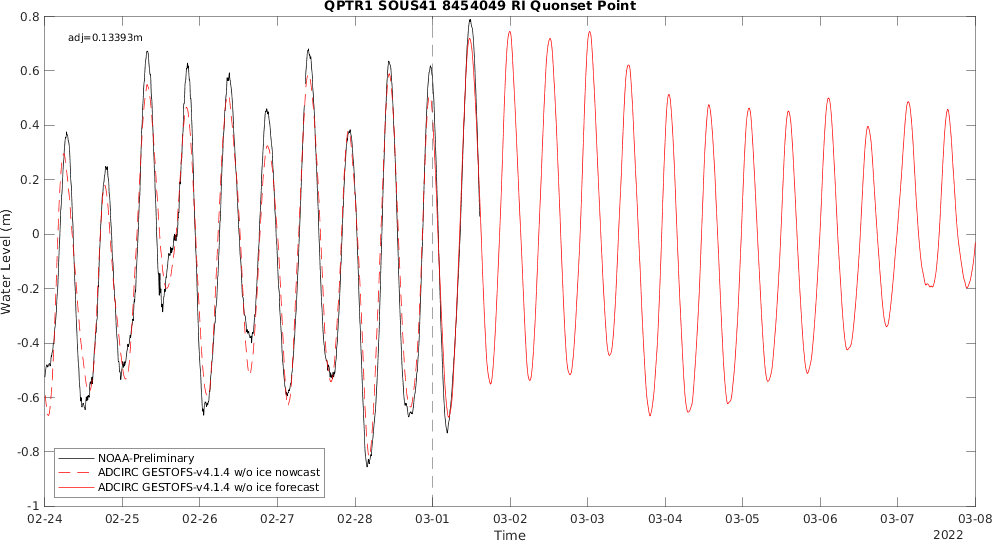 QPTR1 SOUS41 8454049 RI Quonset Point
adj=0.13393m
0.8
0.6
0.4
0.2
0
-0.2
-0.4
-0.6
-0.8
-1
Water Level (m)
NOAA-Preliminary
ADCIRC GESTOFS-v4.1.4 w/o ice nowcast
ADCIRC GESTOFS-v4.1.4 w/o ice forecast
02-24 02-25 02-26 02-27 02-28 03-01 03-02 03-03 03-04 03-05 03-06 03-07 03-08
Time
2022